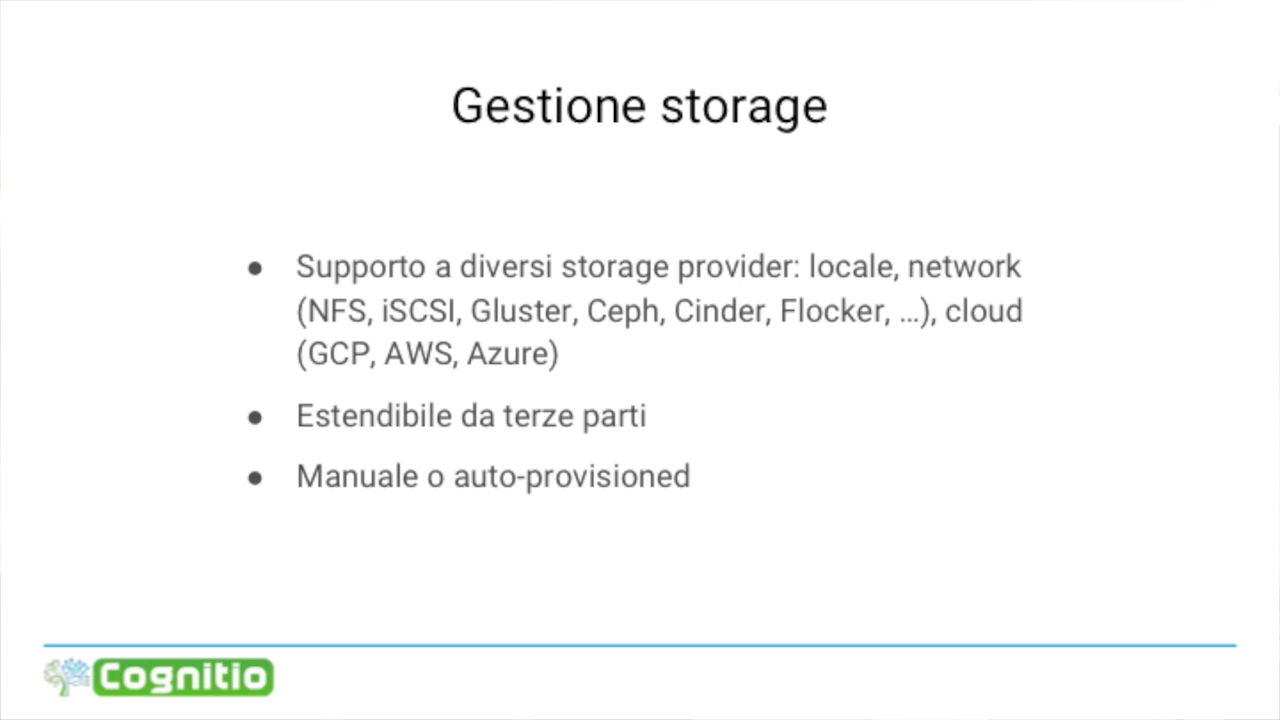 Gestione storage
● Supporto a diversi storage provider: locale, network
(NFS, iSCSI, Gluster, Ceph, Cinder, Flocker, ...), cloud
(GCP, AWS, Azure)
● Estendibile da terze parti
● Manuale o auto-provisioned
Cognitio